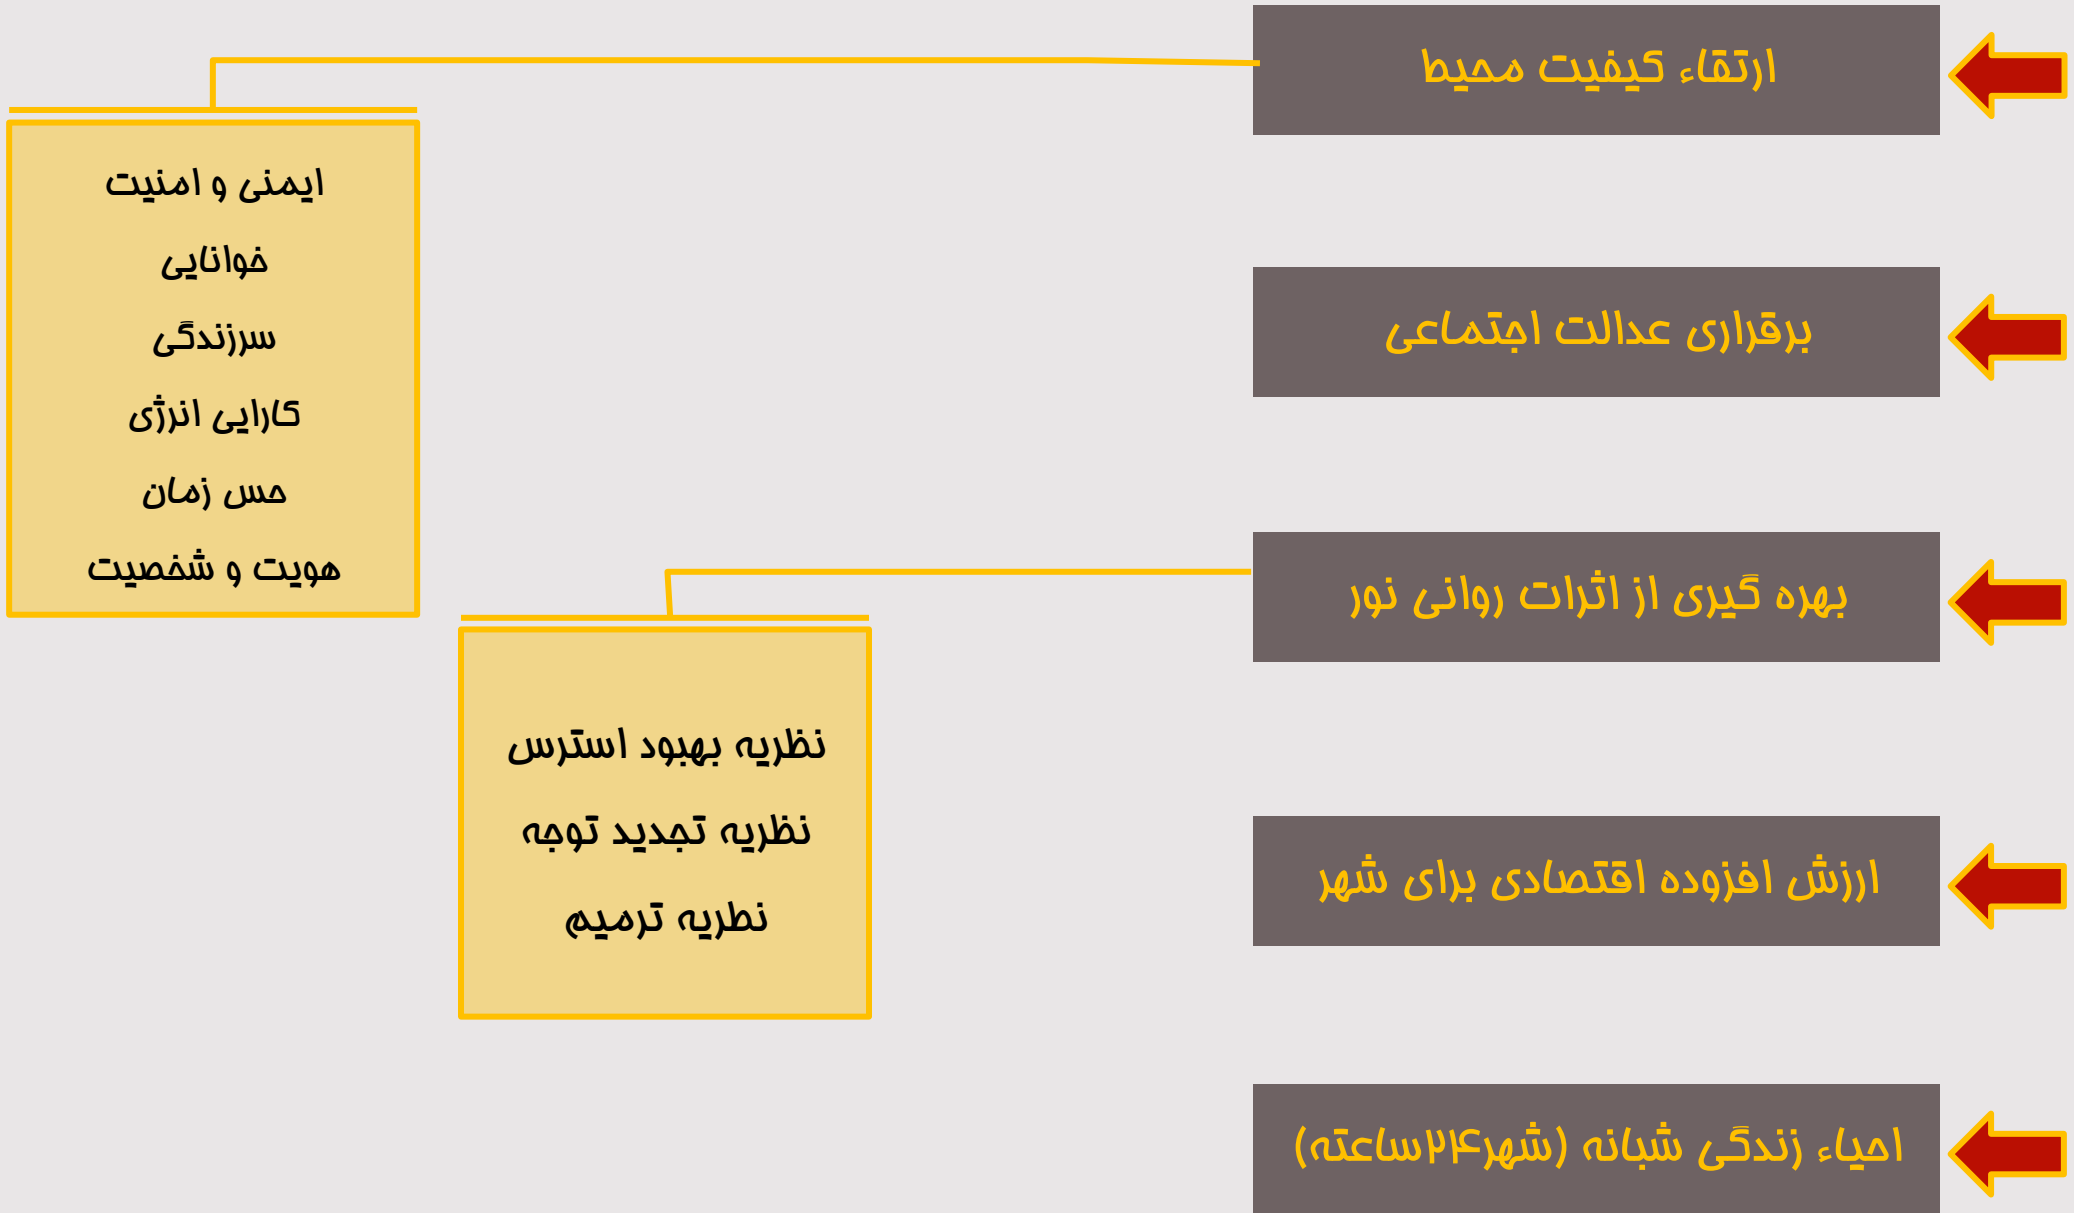 ارتقاء کیفیت محیط
ایمنی و امنیت
خوانایی
سرزندگی
کارایی انرژی
حس زمان
هویت و شخصیت
برقراری عدالت اجتماعی
بهره گیری از اثرات روانی نور
نظریه بهبود استرس
نظریه تجدید توجه
نطریه ترمیم
ارزش افزوده اقتصادی برای شهر
احیاء زندگی شبانه (شهر۲۴ساعته)